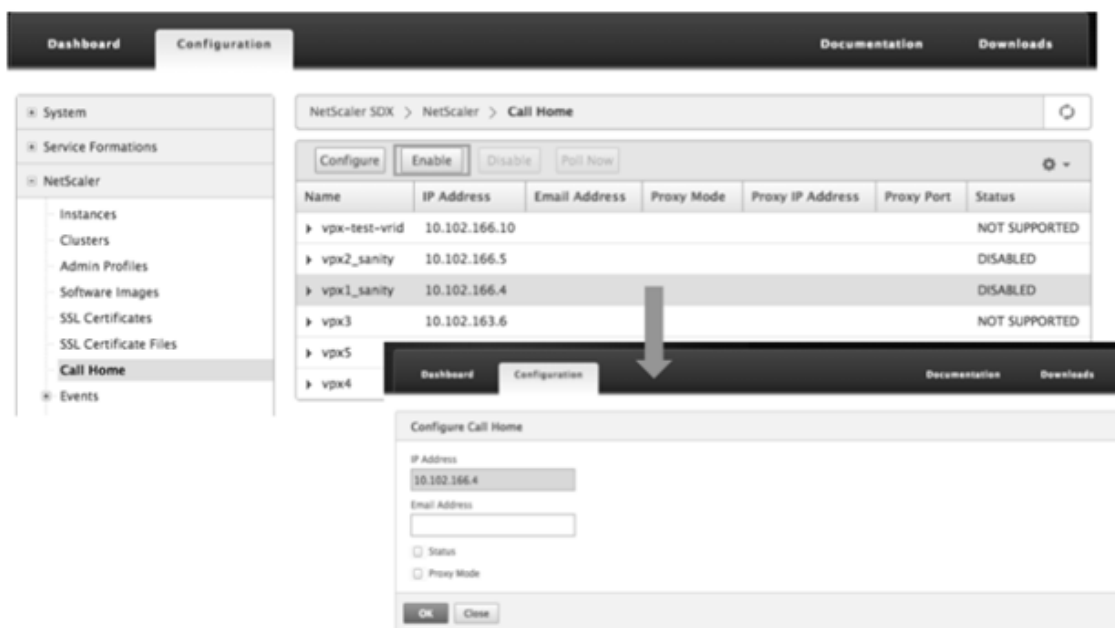 Dashboard Configuration Documentation Downloads
System
Service Formations
NetScaler
Instances
Clusters
Admin Profiles
Software Images
SSL Certificates
SSL Certificate Files
Call Home
Events
NetScaler SDX > NetScaler > Call Home
Configure Enable Disable Poll Now
Name IP Address Email Address Proxy Mode Proxy IP Address Proxy Port Status
vpx-test-vrid 10.102.166.10 NOT SUPPORTED
vpx2_sanity 10.102.166.5 DISABLED
vpx1_sanity 10.102.166.4 DISABLED
vpx3 10.102.163.6 NOT SUPPORTED
vpx5
vpx4
Dashboard Configuration Documentation Downloads
Configure Call Home
IP Address
10.102.166.4
Email Address
Status
Proxy Mode
OK Close